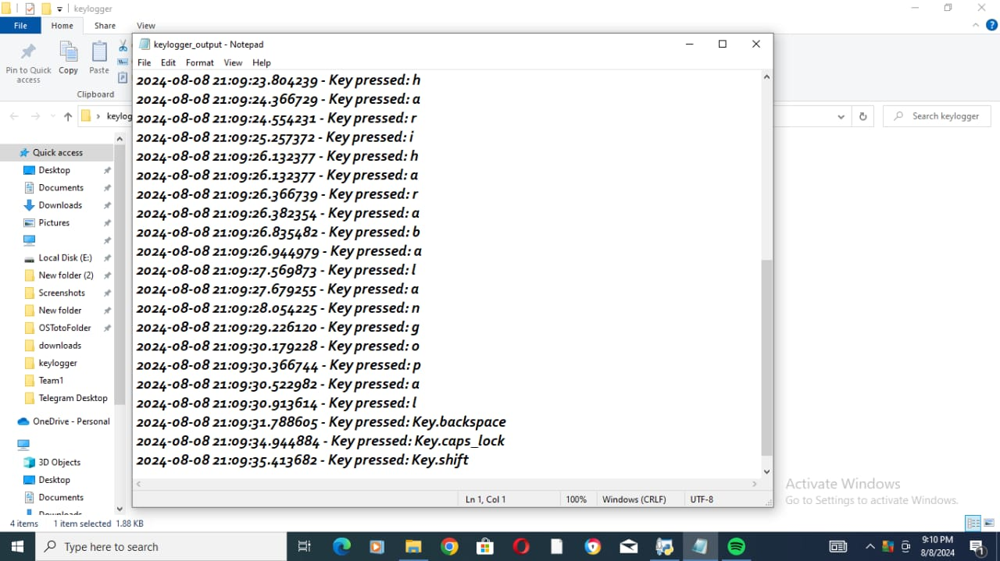 keylogger
File Home Share View
Pin to Quick access
Copy
Paste
Clipboard
keylog
Search keylogger
Quick access
Desktop
Documents
Downloads
Pictures
Local Disk (E:)
New folder (2)
Screenshots
New folder
OSTotoFolder
downloads
keylogger
Team1
Telegram Desktop
OneDrive - Personal
3D Objects
Desktop
Documents
Downloads
4 items 1 item selected 1.88 KB
keylogger_output - Notepad
File Edit Format View Help
2024-08-08 21:09:23.804239 - Key pressed: h
2024-08-08 21:09:24.366729 - Key pressed: a
2024-08-08 21:09:24.554231 - Key pressed: r
2024-08-08 21:09:25.257372 - Key pressed: i
2024-08-08 21:09:26.132377 - Key pressed: h
2024-08-08 21:09:26.132377 - Key pressed: a
2024-08-08 21:09:26.366739 - Key pressed: r
2024-08-08 21:09:26.382354 - Key pressed: a
2024-08-08 21:09:26.835482 - Key pressed: b
2024-08-08 21:09:26.944979 - Key pressed: a
2024-08-08 21:09:27.569873 - Key pressed: l
2024-08-08 21:09:27.679255 - Key pressed: a
2024-08-08 21:09:28.054225 - Key pressed: n
2024-08-08 21:09:29.226120 - Key pressed: g
2024-08-08 21:09:30.179228 - Key pressed: o
2024-08-08 21:09:30.366744 - Key pressed: p
2024-08-08 21:09:30.522982 - Key pressed: a
2024-08-08 21:09:30.913614 - Key pressed: l
2024-08-08 21:09:31.788605 - Key pressed: Key.backspace
2024-08-08 21:09:34.944884 - Key pressed: Key.caps_lock
2024-08-08 21:09:35.413682 - Key pressed: Key.shift
Ln 1, Col 1 100% Windows (CRLF) UTF-8
Activate Windows
Go to Settings to activate Windows.
Type here to search
9:10 PM
8/8/2024
1